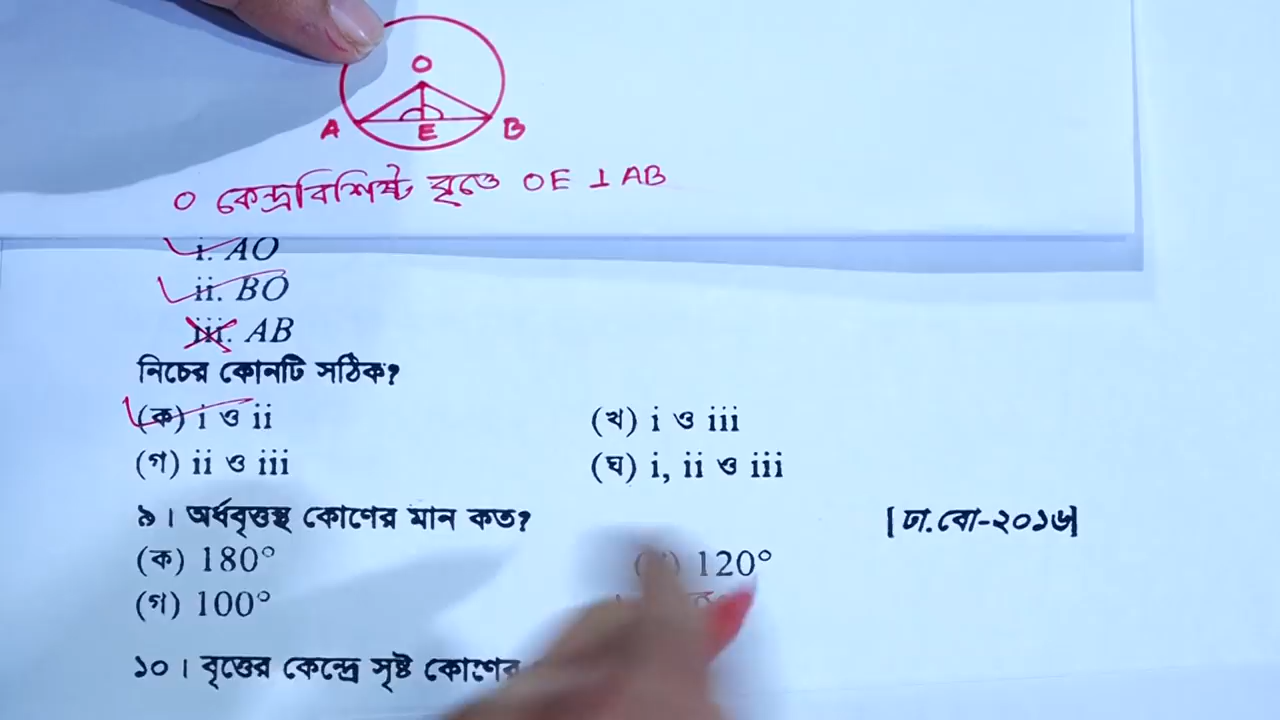 O
A E B
O কেন্দ্রবিশিষ্ট বৃত্তে OE ⊥ AB
i. AO
ii. BO
iii. AB
নিচের কোনটি সঠিক?
(ক) i ও ii (খ) i ও iii
(গ) ii ও iii (ঘ) i, ii ও iii
৯। অর্ধবৃত্তস্থ কোণের মান কত? [ঢা.বো-২০১৬]
(ক) 180° 120°
(গ) 100°
১০। বৃত্তের কেন্দ্রে সৃষ্ট কোণের